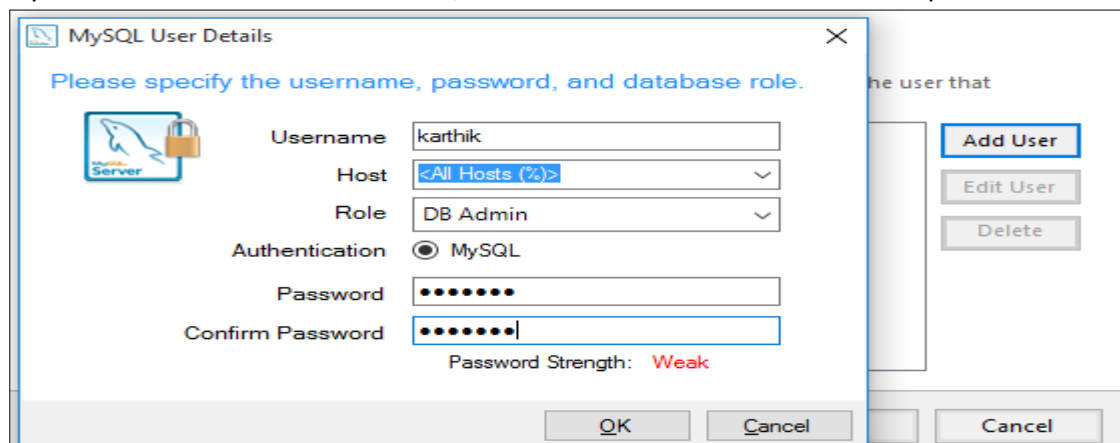 MySQL User Details
Please specify the username, password, and database role.
he user that
Username karthik
Add User
Host <All Hosts (%)>
Edit User
Role DB Admin
Delete
Authentication MySQL
Password •••••••
Confirm Password •••••••
Password Strength: Weak
OK Cancel
Cancel
MySQL
Server